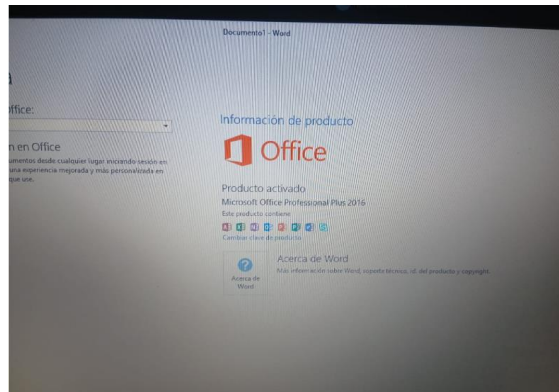 Documento1 - Word
a
ffice:
n en Office
cumentos desde cualquier lugar iniciando sesión en
una experiencia mejorada y más personalizada en
que use.
Información de producto
Office
Producto activado
Microsoft Office Professional Plus 2016
Este producto contiene
Cambiar clave de producto
Acerca de
Word
Acerca de Word
Más información sobre Word, soporte técnico, id. del producto y copyright.